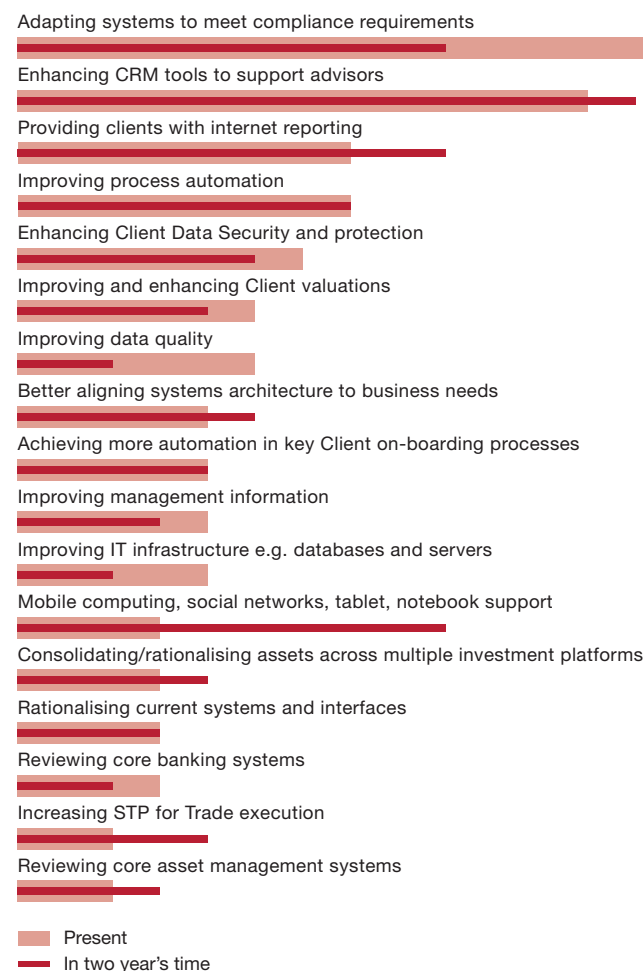 Adapting systems to meet compliance requirements
Enhancing CRM tools to support advisors
Providing clients with internet reporting
Improving process automation
Enhancing Client Data Security and protection
Improving and enhancing Client valuations
Improving data quality
Better aligning systems architecture to business needs
Achieving more automation in key Client on-boarding processes
Improving management information
Improving IT infrastructure e.g. databases and servers
Mobile computing, social networks, tablet, notebook support
Consolidating/rationalising assets across multiple investment platforms
Rationalising current systems and interfaces
Reviewing core banking systems
Increasing STP for Trade execution
Reviewing core asset management systems
Present
In two year's time